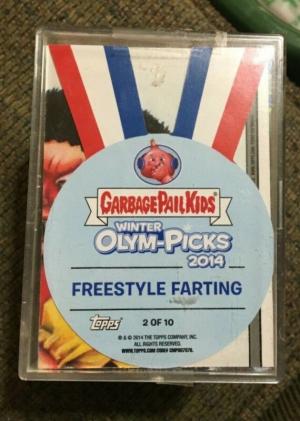 GARBAGE PAIL KIDS
WINTER
OLYM-PICKS
2014
FREESTYLE FARTING
Topps 2 OF 10
® & © 2014 THE TOPPS COMPANY, INC.
ALL RIGHTS RESERVED.